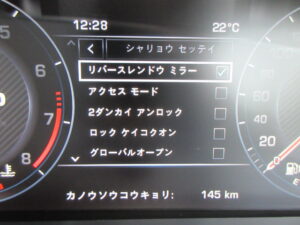 12:28 22°C
< シャリョウ セッテイ
リバースレンドウ ミラー
アクセス モード
2ダンカイ アンロック
ロック ケイコクオン
グローバルオープン
カノウソウコウキョリ: 145 km
5
6
7
8
0
60
40
20
0